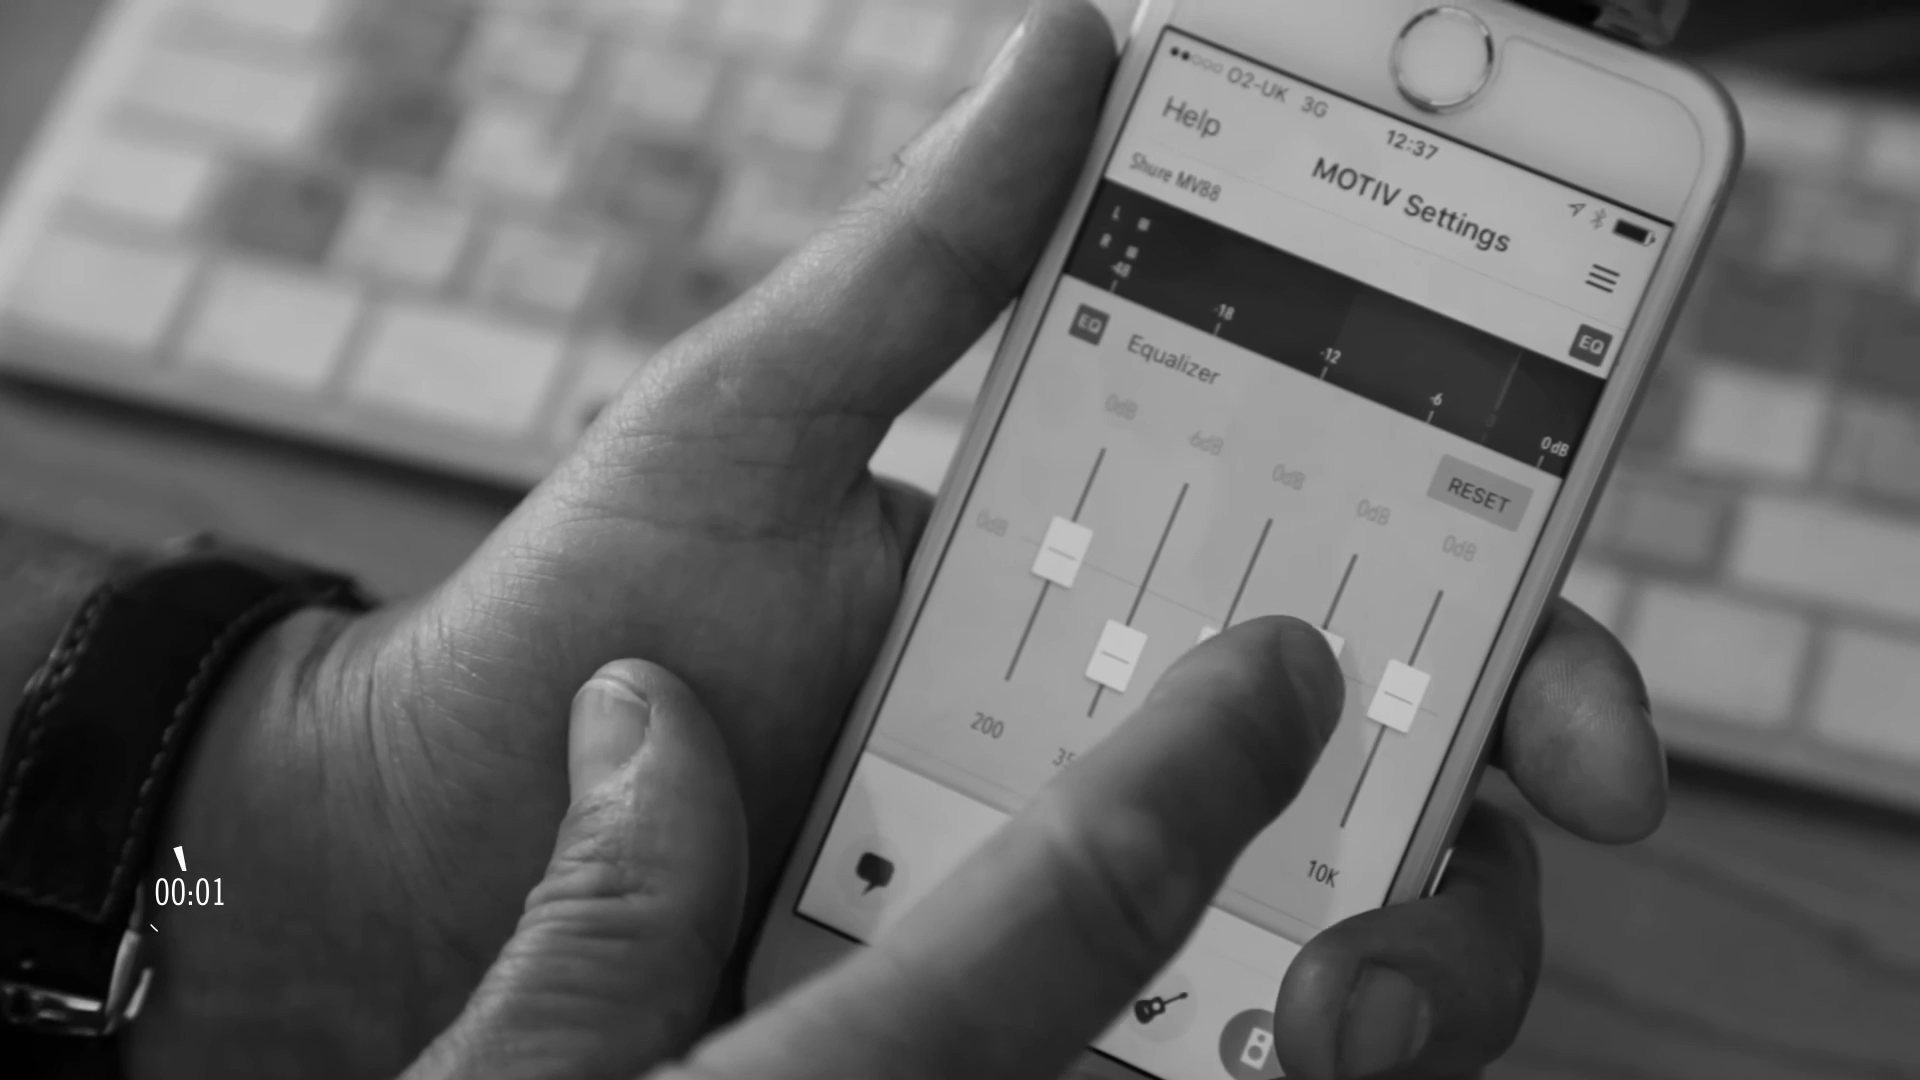 O2-UK 3G
12:37
Help
MOTIV Settings
Shure MV88
L
R
-48
-18
-12
-6
0dB
EQ
EQ
Equalizer
RESET
0dB
-6dB
0dB
0dB
0dB
0dB
200
10K
00:01